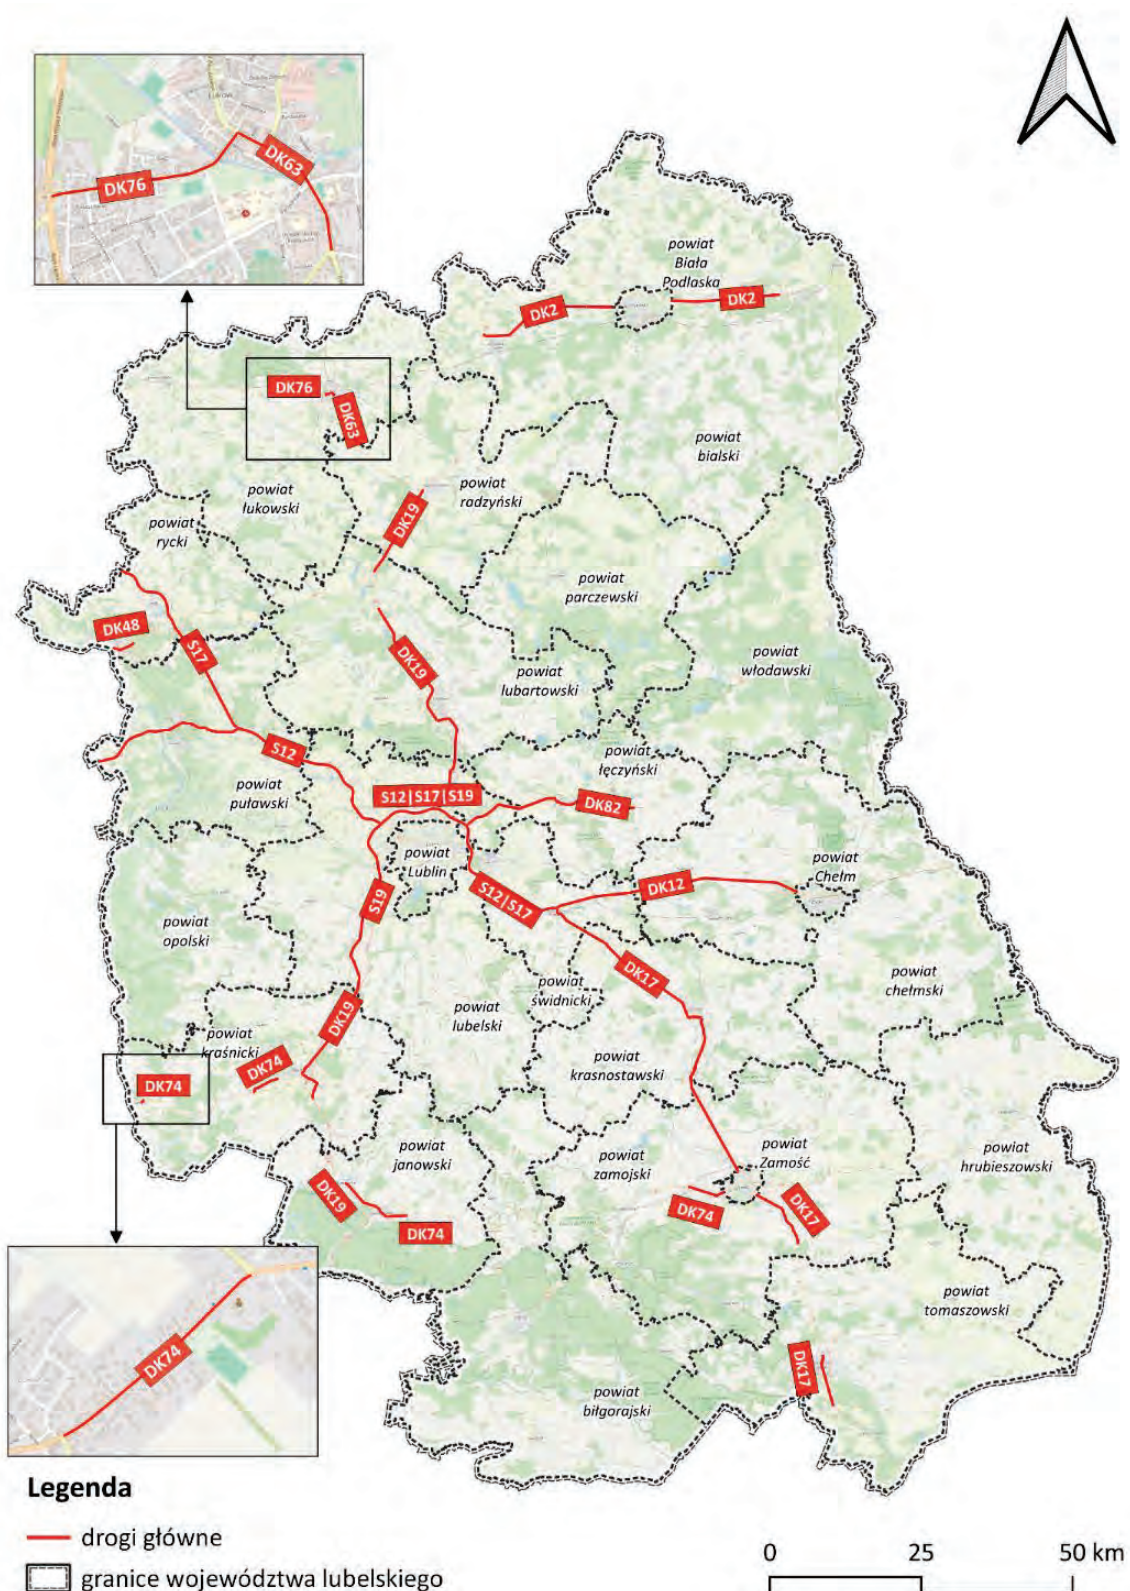 Łuków
DK76
DK63
powiat
Biała
Podlaska
DK2
DK2
DK76
DK63
powiat
bialski
powiat
łukowski
powiat
radzyński
DK19
powiat
rycki
powiat
parczewski
DK48
S17
DK19
powiat
lubartowski
powiat
włodawski
S12
powiat
łęczyński
powiat
puławski
S12|S17|S19
DK82
powiat
Lublin
powiat
Chełm
S19
S12|S17
DK12
powiat
opolski
DK17
powiat
chełmski
powiat
świdnicki
powiat
lubelski
DK19
powiat
kraśnicki
DK74
DK74
powiat
krasnostawski
powiat
janowski
powiat
zamojski
powiat
Zamość
powiat
hrubieszowski
DK19
DK74
DK74
DK17
powiat
tomaszowski
DK74
DK17
powiat
biłgorajski
Legenda
drogi główne
granice województwa lubelskiego
0 25 50 km